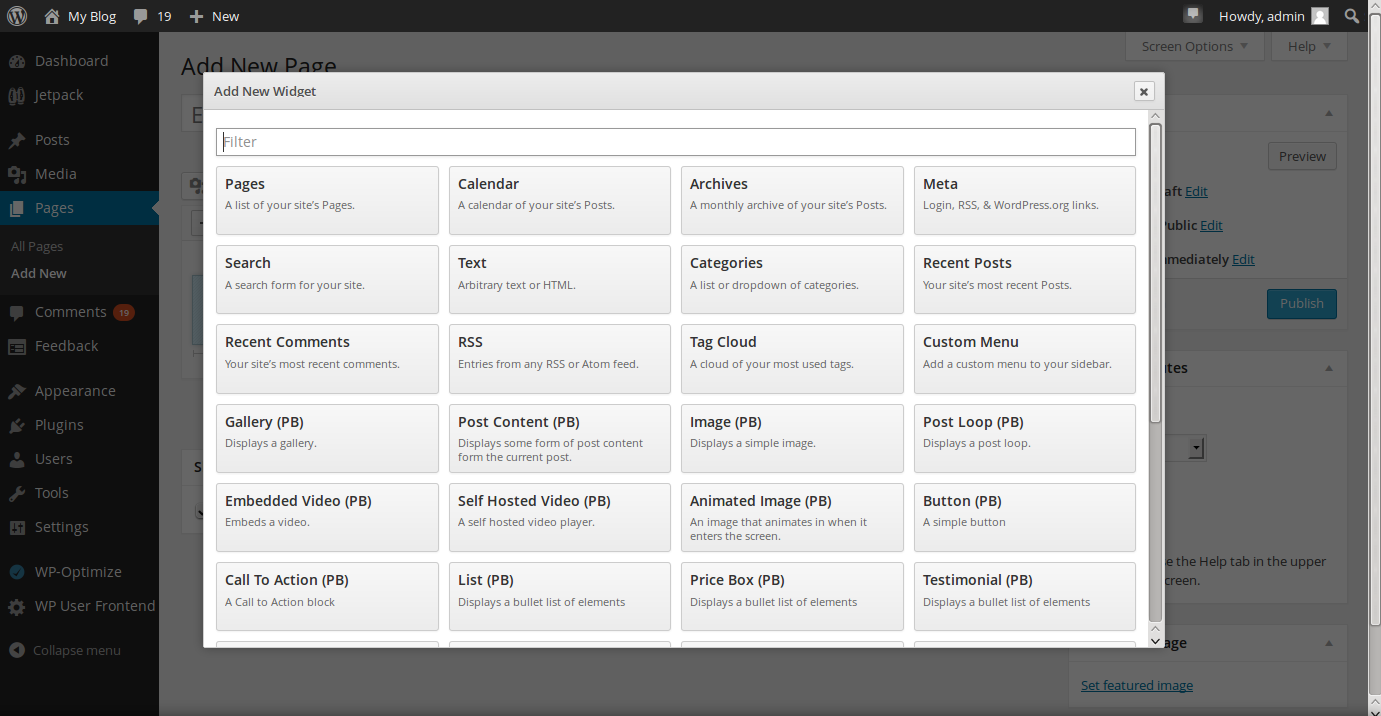 My Blog 19 New Howdy, admin
Dashboard
Jetpack
Posts
Media
Pages
All Pages
Add New
Comments 19
Feedback
Appearance
Plugins
Users
Tools
Settings
WP-Optimize
WP User Frontend
Collapse menu
Screen Options Help
Add New Page
Add New Widget
Filter
Pages
A list of your site’s Pages.
Calendar
A calendar of your site’s Posts.
Archives
A monthly archive of your site’s Posts.
Meta
Login, RSS, & WordPress.org links.
Search
A search form for your site.
Text
Arbitrary text or HTML.
Categories
A list or dropdown of categories.
Recent Posts
Your site’s most recent Posts.
Recent Comments
Your site’s most recent comments.
RSS
Entries from any RSS or Atom feed.
Tag Cloud
A cloud of your most used tags.
Custom Menu
Add a custom menu to your sidebar.
Gallery (PB)
Displays a gallery.
Post Content (PB)
Displays some form of post content
form the current post.
Image (PB)
Displays a simple image.
Post Loop (PB)
Displays a post loop.
Embedded Video (PB)
Embeds a video.
Self Hosted Video (PB)
A self hosted video player.
Animated Image (PB)
An image that animates in when it
enters the screen.
Button (PB)
A simple button
Call To Action (PB)
A Call to Action block
List (PB)
Displays a bullet list of elements
Price Box (PB)
Displays a bullet list of elements
Testimonial (PB)
Displays a bullet list of elements
Preview
Edit
Edit
Edit
Publish
the Help tab in the upper
Set featured image